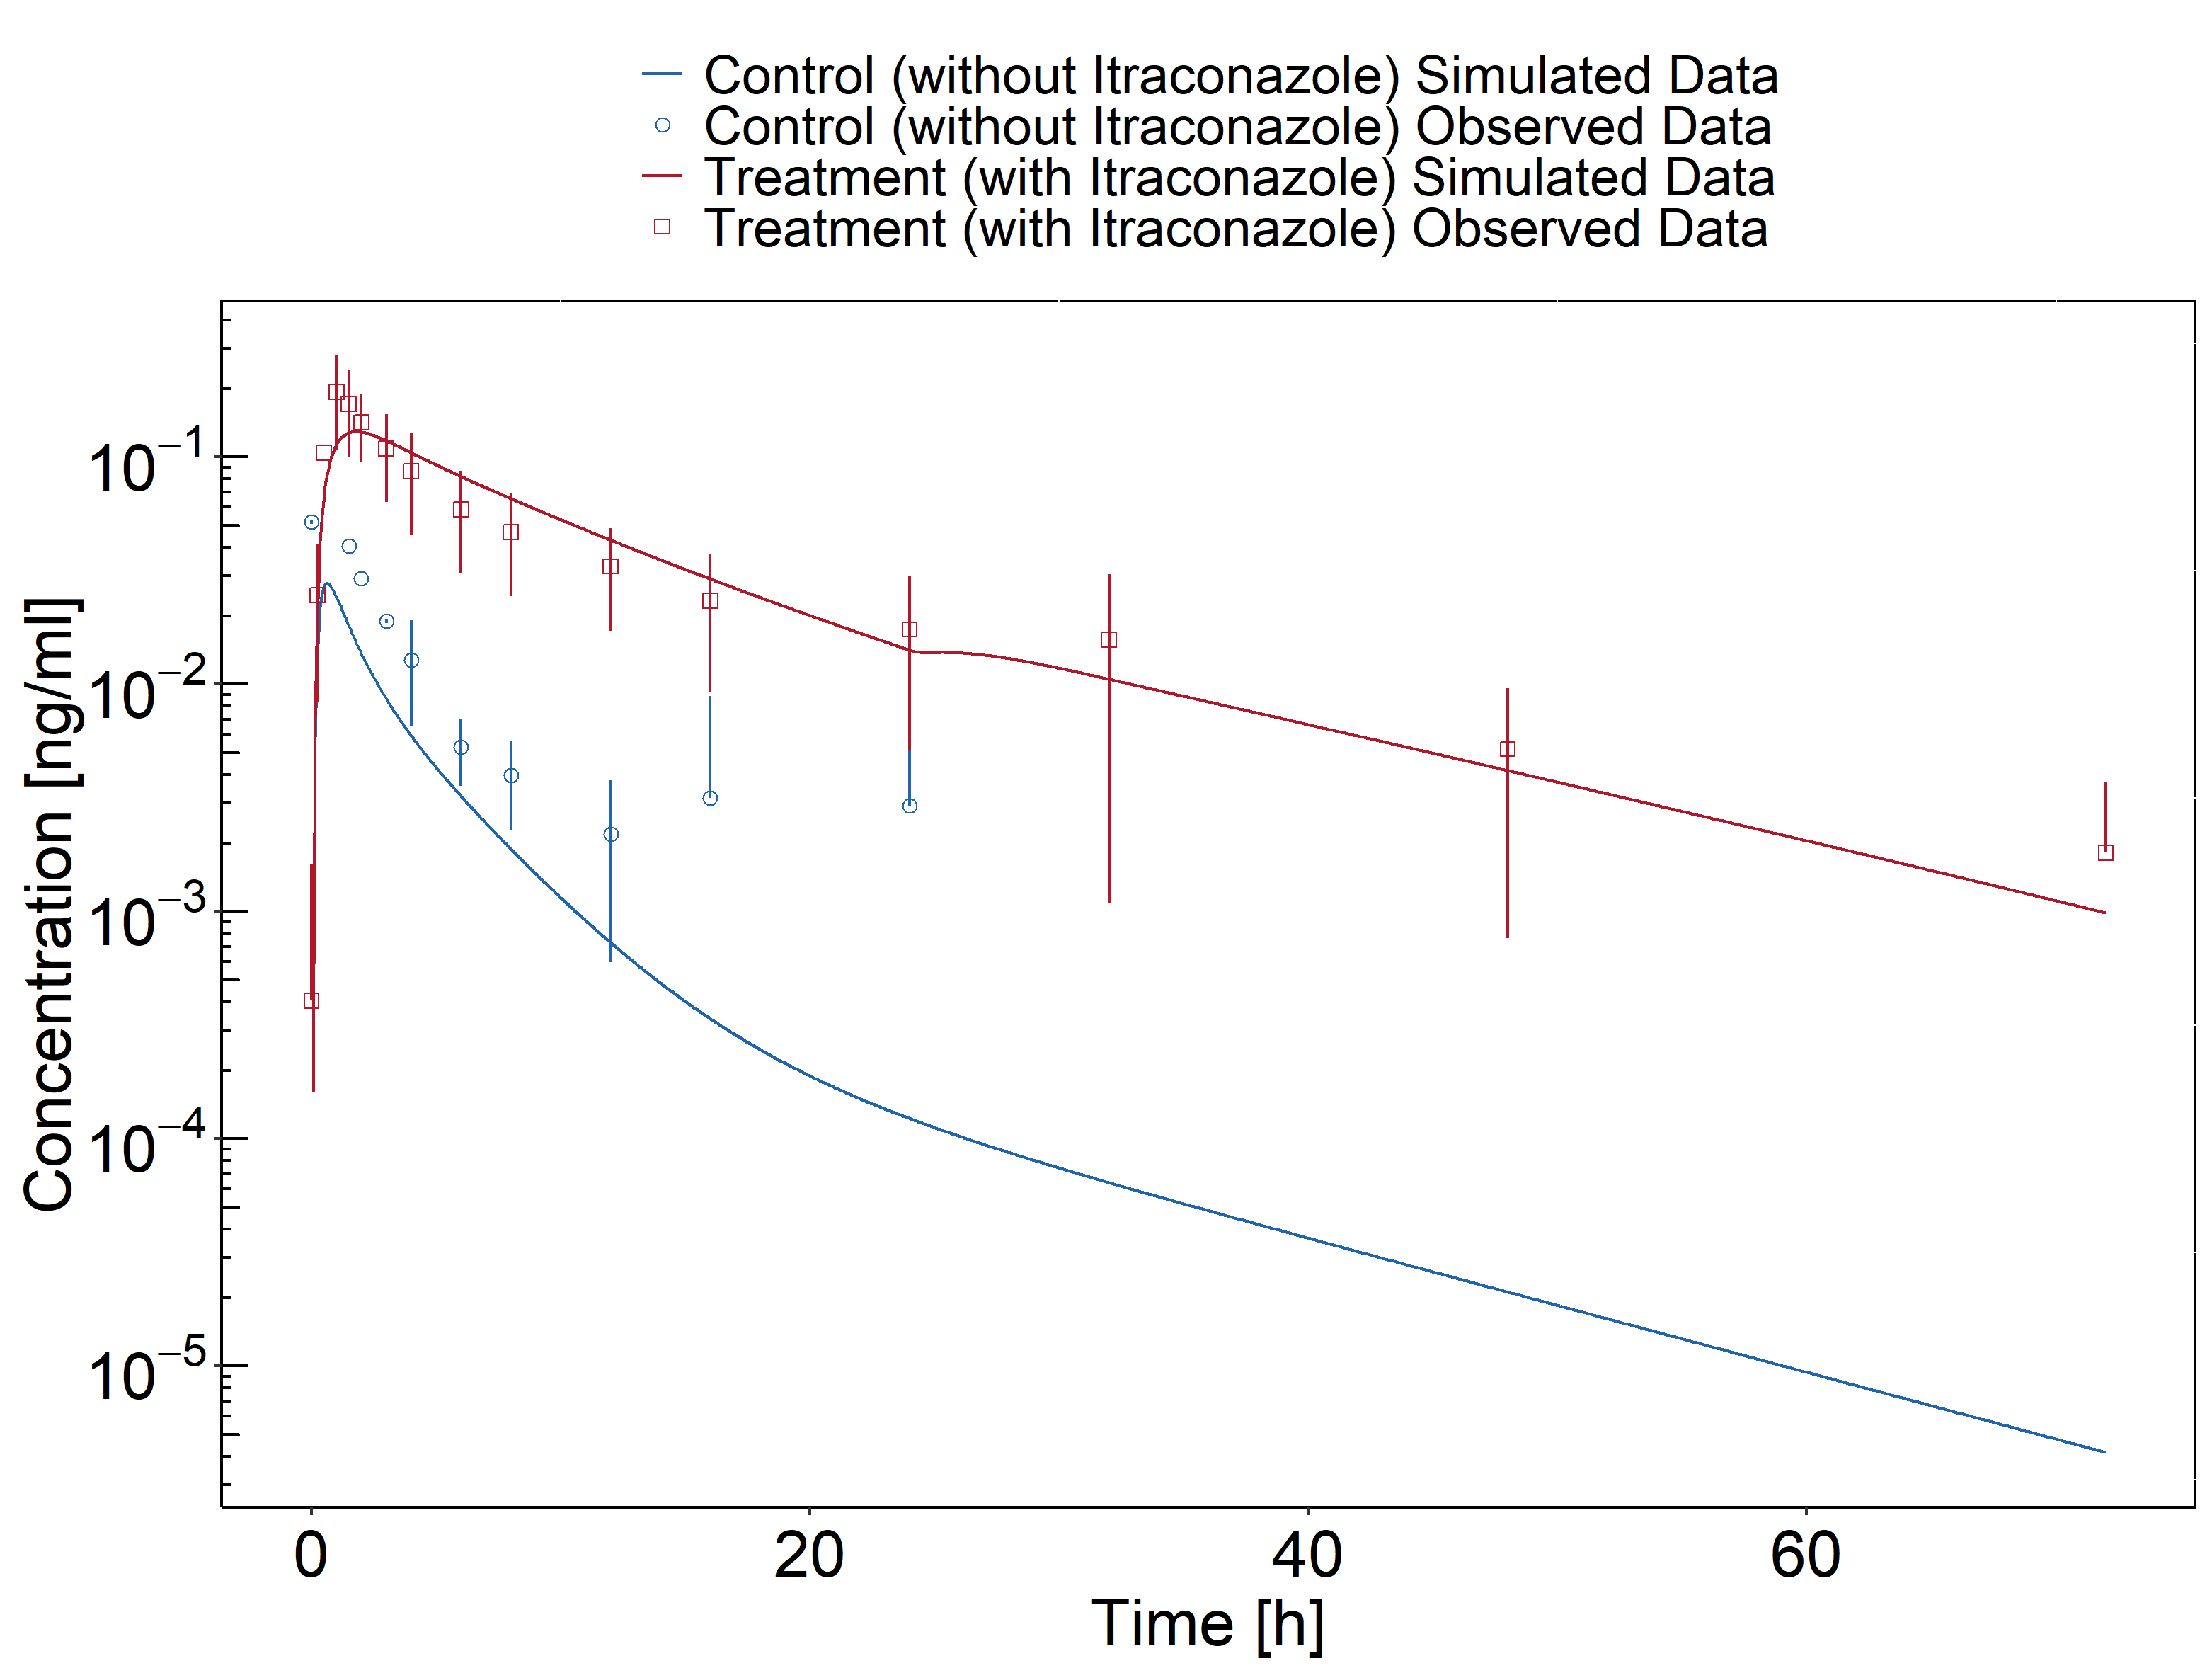 Control (without Itraconazole) Simulated Data
Control (without Itraconazole) Observed Data
Treatment (with Itraconazole) Simulated Data
Treatment (with Itraconazole) Observed Data
Concentration [ng/ml]
10⁻¹
10⁻²
10⁻³
10⁻⁴
10⁻⁵
0 20 40 60
Time [h]